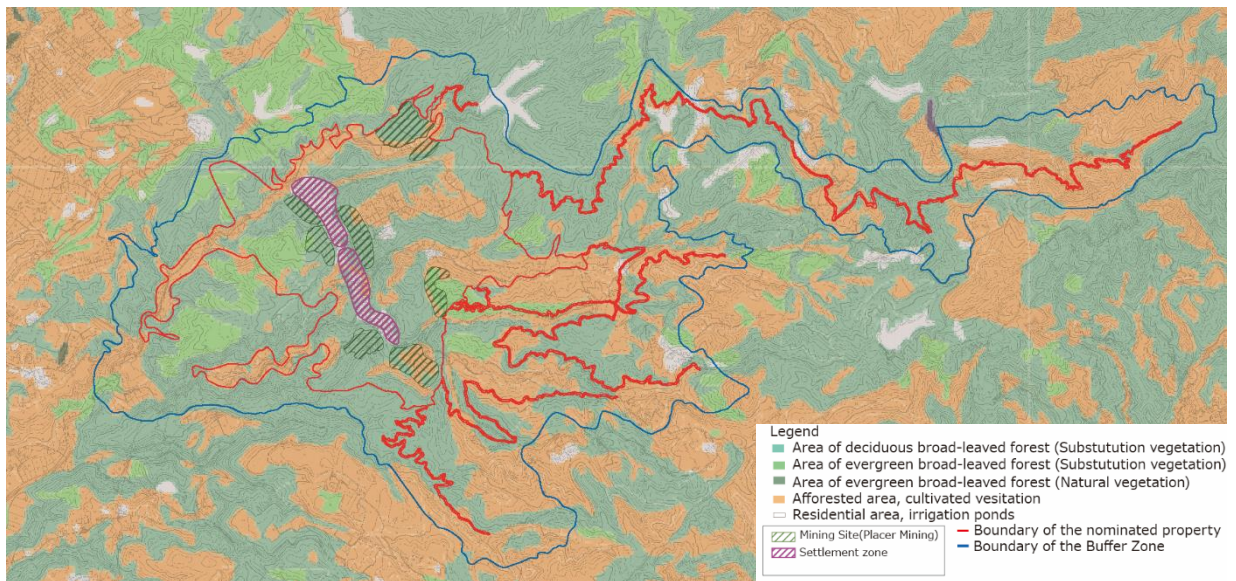 Legend
Area of deciduous broad-leaved forest (Substutution vegetation)
Area of evergreen broad-leaved forest (Substutution vegetation)
Area of evergreen broad-leaved forest (Natural vegetation)
Afforested area, cultivated vesitation
Residential area, irrigation ponds
Mining Site(Placer Mining)
Settlement zone
Boundary of the nominated property
Boundary of the Buffer Zone